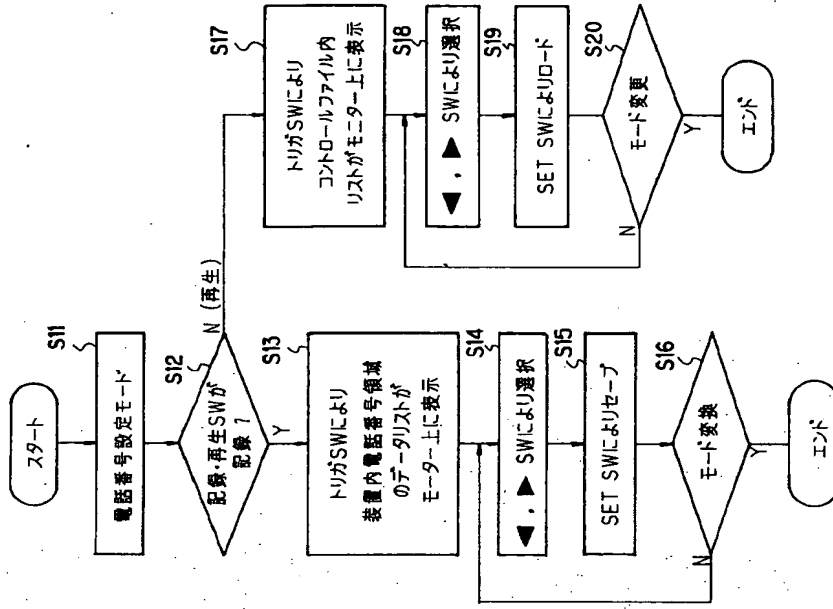 スタート
S11
電話番号設定モード
S12
記録・再生SWが
記録?
N (再生)
Y
S13
トリガSWにより
装置内電話番号領域
のデータリストが
モーター上に表示
S14
◀, ▶ SWにより選択
S15
SET SWによりセーブ
S16
モード変換
N
Y
エンド
S17
トリガSWにより
コントロールファイル内
リストがモニター上に表示
S18
◀, ▶ SWにより選択
S19
SET SWによりロード
S20
モード変更
N
Y
エンド